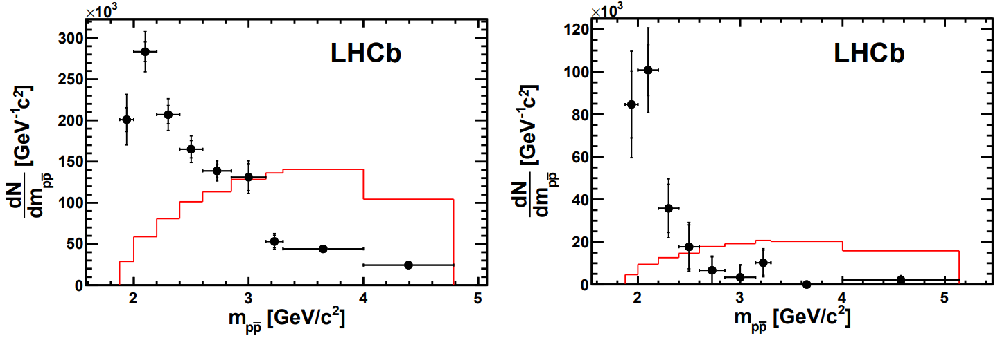 ×10³
300
250
200
150
100
50
0
dN
dm_pp̅ [GeV⁻¹c²]
LHCb
2 3 4 5
m_pp̅ [GeV/c²]
×10³
120
100
80
60
40
20
0
dN
dm_pp̅ [GeV⁻¹c²]
LHCb
2 3 4 5
m_pp̅ [GeV/c²]